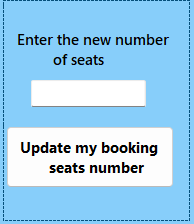 Enter the new number
of seats
Update my booking
seats number